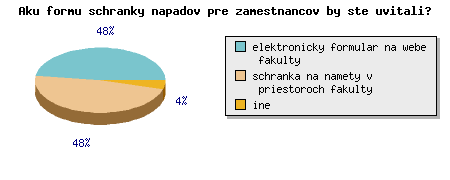 Aku formu schranky napadov pre zamestnancov by ste uvitali?
48%
elektronicky formular na webe
fakulty
schranka na namety v
priestoroch fakulty
ine
4%
48%